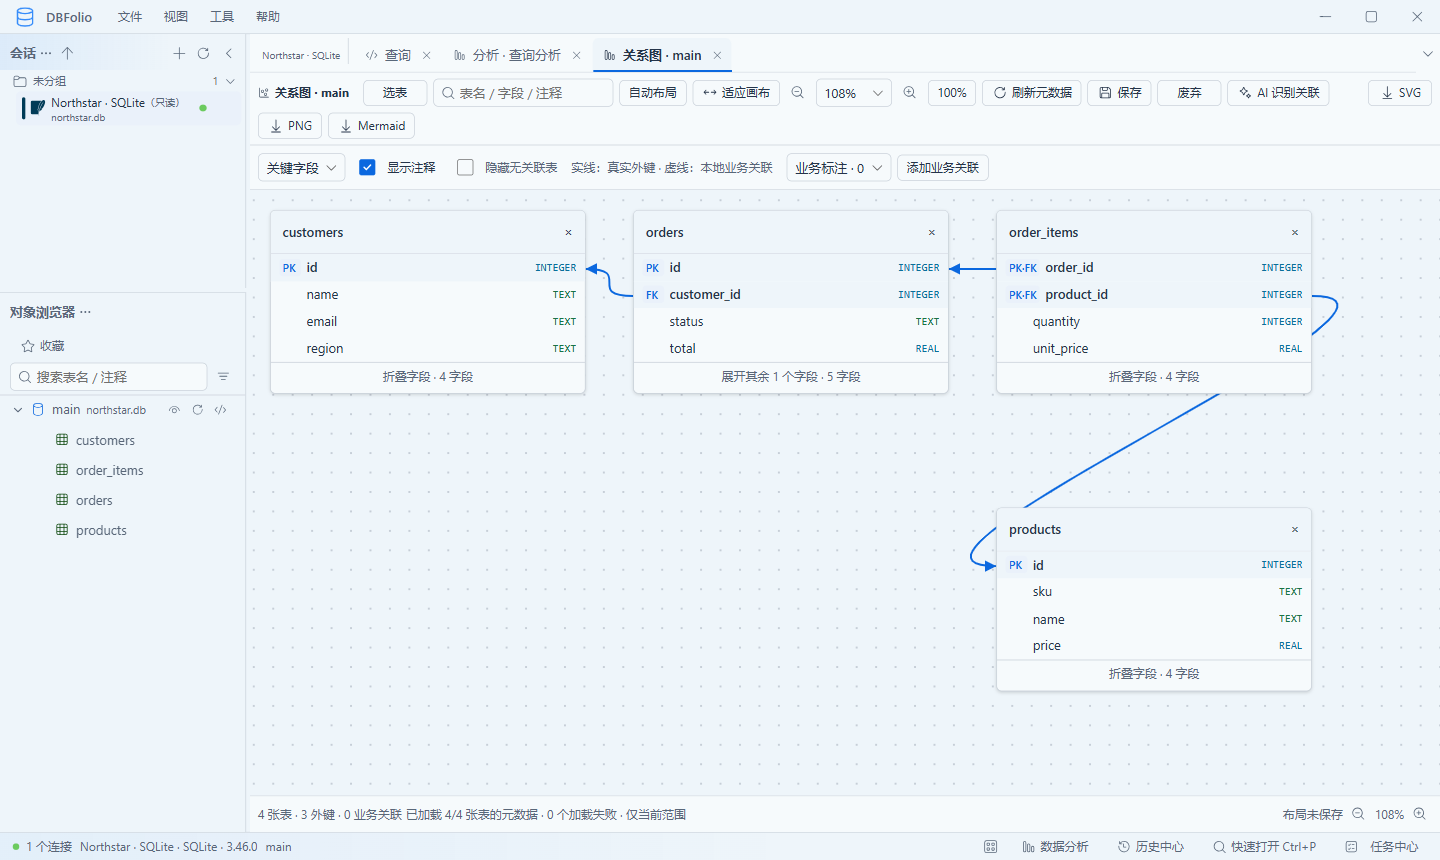 DBFolio 文件 视图 工具 帮助
会话 ···
未分组 1
Northstar · SQLite（只读）
northstar.db
对象浏览器 ···
收藏
搜索表名 / 注释
main northstar.db
customers
order_items
orders
products
Northstar · SQLite 查询 分析 · 查询分析 关系图 · main
关系图 · main 选表 表名 / 字段 / 注释 自动布局 适应画布 108% 100% 刷新元数据 保存 废弃 AI 识别关联 SVG
PNG Mermaid
关键字段 显示注释 隐藏无关联表 实线：真实外键 · 虚线：本地业务关联 业务标注 · 0 添加业务关联
customers
PK id INTEGER
name TEXT
email TEXT
region TEXT
折叠字段 · 4 字段
orders
PK id INTEGER
FK customer_id INTEGER
status TEXT
total REAL
展开其余 1 个字段 · 5 字段
order_items
PK·FK order_id INTEGER
PK·FK product_id INTEGER
quantity INTEGER
unit_price REAL
折叠字段 · 4 字段
products
PK id INTEGER
sku TEXT
name TEXT
price REAL
折叠字段 · 4 字段
4 张表 · 3 外键 · 0 业务关联 已加载 4/4 张表的元数据 · 0 个加载失败 · 仅当前范围 布局未保存 108%
1 个连接 Northstar · SQLite · SQLite · 3.46.0 main 数据分析 历史中心 快速打开 Ctrl+P 任务中心